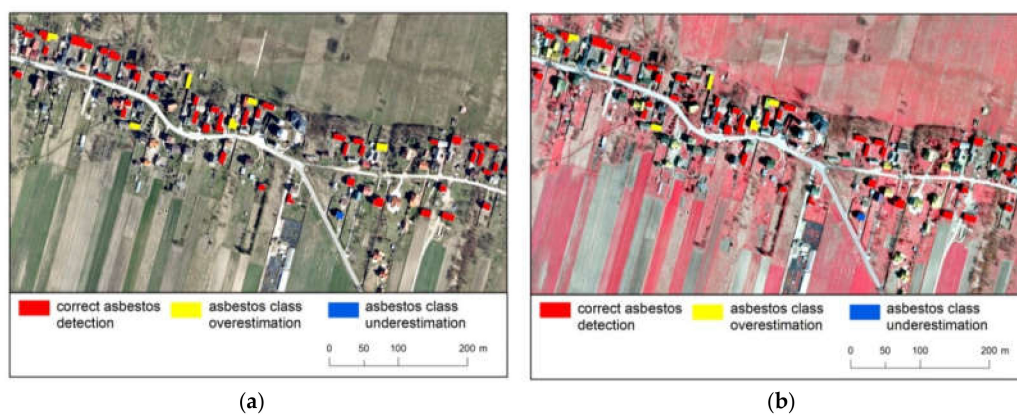 correct asbestos detection
asbestos class overestimation
asbestos class underestimation
0 50 100 200 m
(a)
correct asbestos detection
asbestos class overestimation
asbestos class underestimation
0 50 100 200 m
(b)